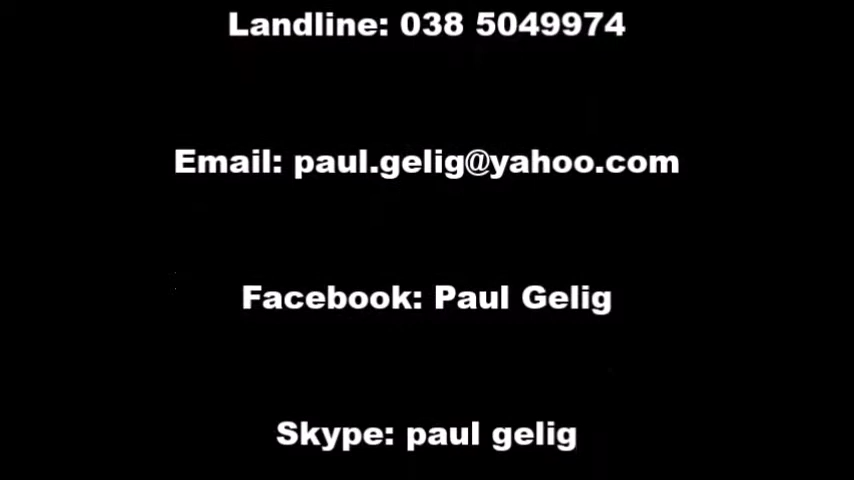 Landline: 038 5049974
Email: paul.gelig@yahoo.com
Facebook: Paul Gelig
Skype: paul gelig